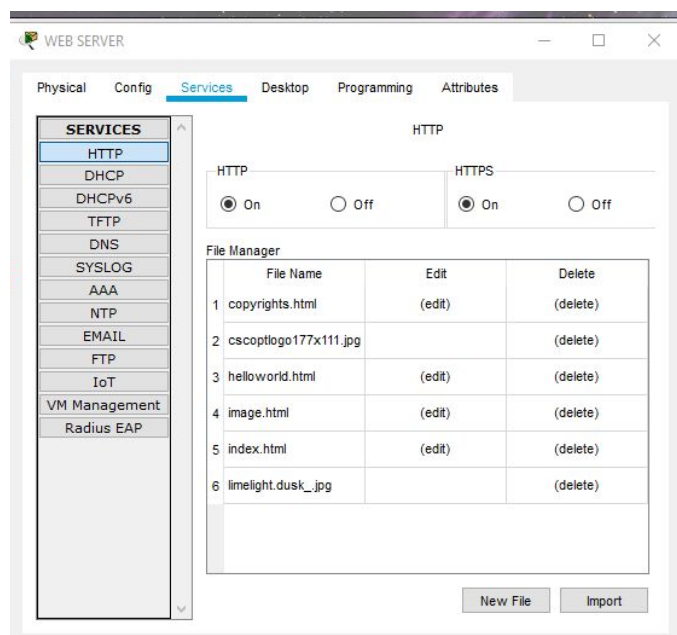 WEB SERVER
Physical Config Services Desktop Programming Attributes
SERVICES
HTTP
DHCP
DHCPv6
TFTP
DNS
SYSLOG
AAA
NTP
EMAIL
FTP
IoT
VM Management
Radius EAP
HTTP
HTTP HTTPS
On Off On Off
File Manager
File Name Edit Delete
1 copyrights.html (edit) (delete)
2 cscoptlogo177x111.jpg (delete)
3 helloworld.html (edit) (delete)
4 image.html (edit) (delete)
5 index.html (edit) (delete)
6 limelight.dusk_.jpg (delete)
New File Import